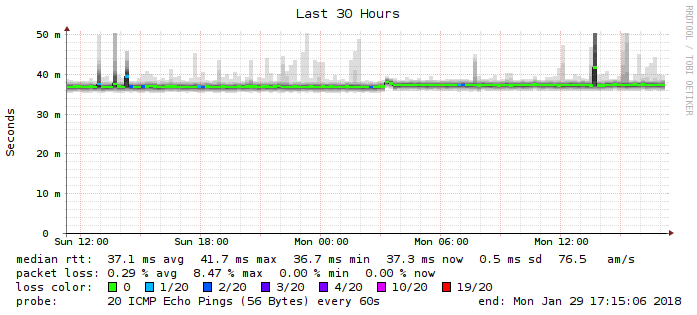 Last 30 Hours
RRDTOOL / TOBI OETIKER
Seconds
50 m
40 m
30 m
20 m
10 m
0
Sun 12:00 Sun 18:00 Mon 00:00 Mon 06:00 Mon 12:00
median rtt: 37.1 ms avg 41.7 ms max 36.7 ms min 37.3 ms now 0.5 ms sd 76.5 am/s
packet loss: 0.29 % avg 8.47 % max 0.00 % min 0.00 % now
loss color: 0 1/20 2/20 3/20 4/20 10/20 19/20
probe: 20 ICMP Echo Pings (56 Bytes) every 60s end: Mon Jan 29 17:15:06 2018